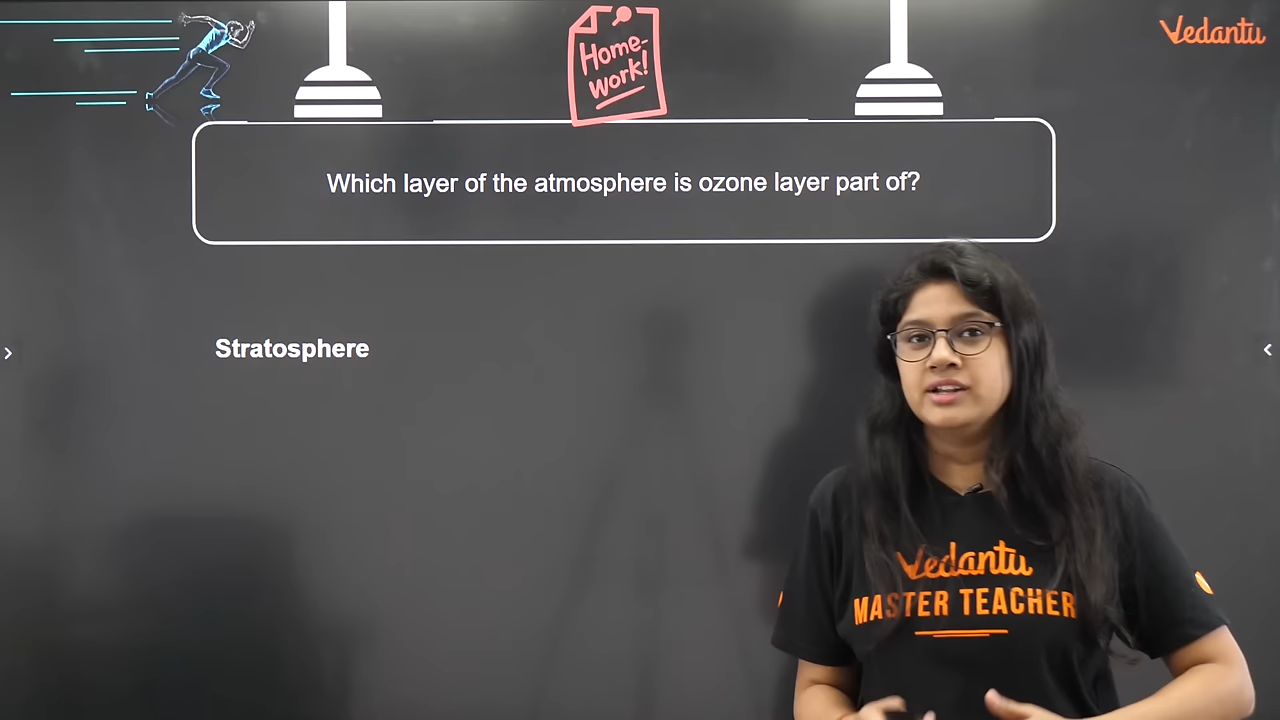 Home-
work!
Vedantu
Which layer of the atmosphere is ozone layer part of?
Stratosphere
Vedantu
MASTER TEACHER